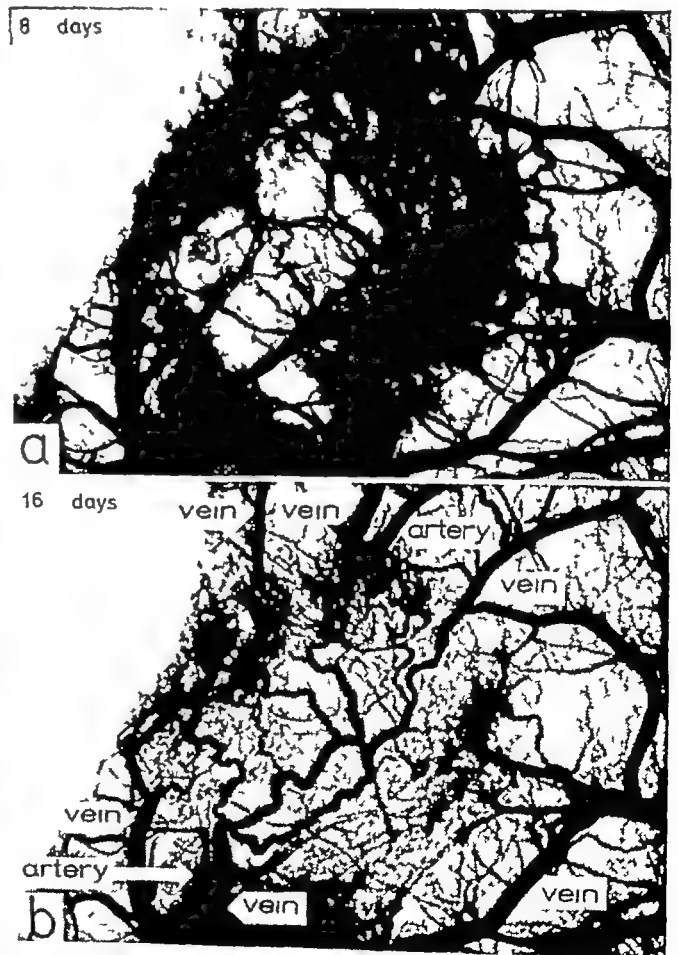 8 days
a
16 days
vein
vein
artery
vein
vein
artery
vein
vein
b